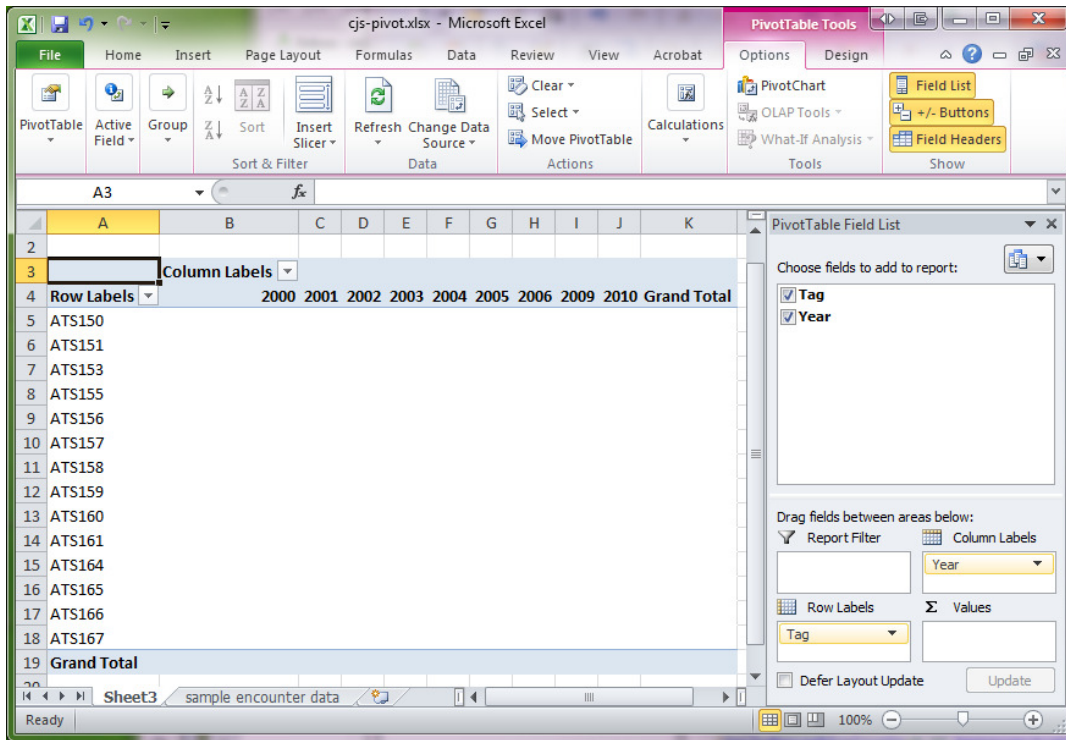 cjs-pivot.xlsx - Microsoft Excel
PivotTable Tools
File Home Insert Page Layout Formulas Data Review View Acrobat Options Design
PivotTable
Active Field
Group
Sort
Insert Slicer
Sort & Filter
Refresh
Change Data Source
Data
Clear
Select
Move PivotTable
Actions
Calculations
PivotChart
OLAP Tools
What-If Analysis
Tools
Field List
+/- Buttons
Field Headers
Show
A3
fx
A B C D E F G H I J K
2
3 Column Labels
4 Row Labels 2000 2001 2002 2003 2004 2005 2006 2009 2010 Grand Total
5 ATS150
6 ATS151
7 ATS153
8 ATS155
9 ATS156
10 ATS157
11 ATS158
12 ATS159
13 ATS160
14 ATS161
15 ATS164
16 ATS165
17 ATS166
18 ATS167
19 Grand Total
20
PivotTable Field List
Choose fields to add to report:
Tag
Year
Drag fields between areas below:
Report Filter
Column Labels
Year
Row Labels
Σ Values
Tag
Defer Layout Update
Update
Sheet3
sample encounter data
Ready
100%